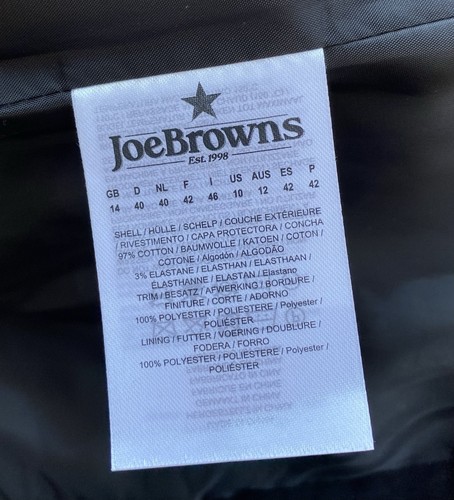 JoeBrowns
Est. 1998
GB D NL F I US AUS ES P
14 40 40 42 46 10 12 42 42
SHELL / HÜLLE / SCHELP / COUCHE EXTÉRIEURE
/ RIVESTIMENTO / CAPA PROTECTORA / CONCHA
97% COTTON / BAUMWOLLE / KATOEN / COTON /
COTONE / Algodón / ALGODÃO
3% ELASTANE / ELASTHAN / ELASTHAAN /
ÉLASTHANNE / ELASTAN / Elastano
TRIM / BESATZ / AFWERKING / BORDURE /
FINITURE / CORTE / ADORNO
100% POLYESTER / POLIESTERE / Polyester /
POLIÉSTER
LINING / FUTTER / VOERING / DOUBLURE /
FODERA / FORRO
100% POLYESTER / POLIESTERE / Polyester /
POLIÉSTER